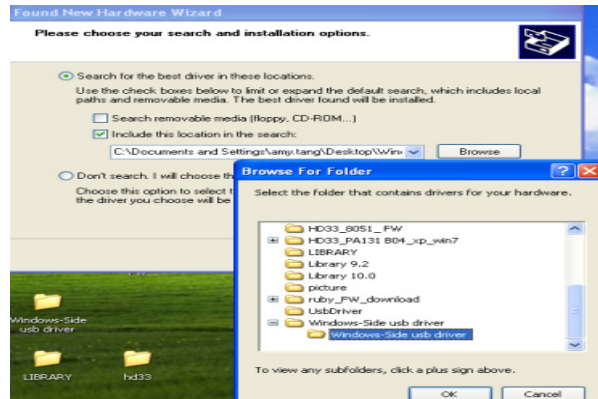 Found New Hardware Wizard
Please choose your search and installation options.
Search for the best driver in these locations.
Use the check boxes below to limit or expand the default search, which includes local
paths and removable media. The best driver found will be installed.
Search removable media (floppy, CD-ROM...)
Include this location in the search:
C:\Documents and Settings\amy.tang\Desktop\Win
Browse
Don't search. I will choose th
Choose this option to select t
the driver you choose will be
Browse For Folder
Select the folder that contains drivers for your hardware.
HD33_8051_FW
HD33_PA131 B04_xp_win7
LIBRARY
Library 9.2
Library 10.0
picture
ruby_FW_download
UsbDriver
Windows-Side usb driver
Windows-Side usb driver
To view any subfolders, click a plus sign above.
OK
Cancel
Windows-Side
usb driver
LIBRARY
hd33